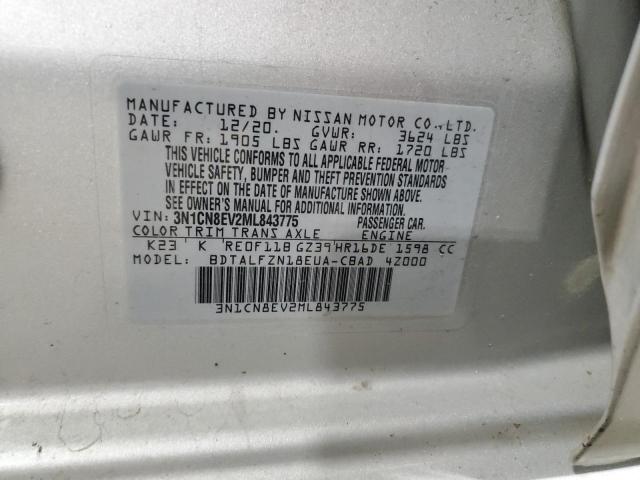 MANUFACTURED BY NISSAN MOTOR CO.,LTD.
DATE: 12/20. GVWR: 3624 LBS
GAWR FR: 1905 LBS GAWR RR: 1720 LBS
THIS VEHICLE CONFORMS TO ALL APPLICABLE FEDERAL MOTOR
VEHICLE SAFETY, BUMPER AND THEFT PREVENTION STANDARDS
IN EFFECT ON THE DATE OF MANUFACTURE SHOWN ABOVE.
SEE OWNER'S MANUAL FOR ADDITIONAL INFORMATION.
VIN: 3N1CN8EV2ML843775 PASSENGER CAR.
COLOR TRIM TRANS AXLE ENGINE
K23 K RE0F11B GZ39 HR16DE 1598 CC
MODEL: BDTALFZN18EUA-CBAD 4Z000
3N1CN8EV2ML843775